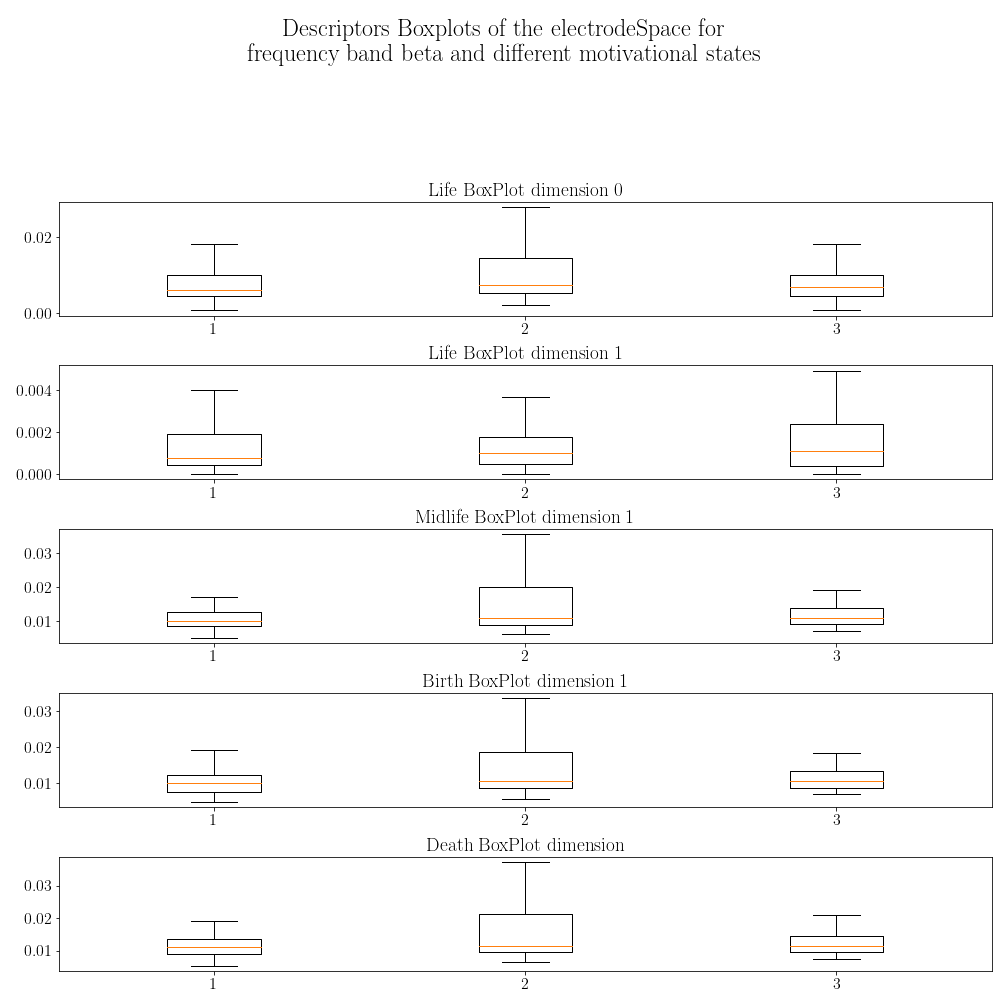 Descriptors Boxplots of the electrodeSpace for
frequency band beta and different motivational states
Life BoxPlot dimension 0
0.02
0.00
1 2 3
Life BoxPlot dimension 1
0.004
0.002
0.000
1 2 3
Midlife BoxPlot dimension 1
0.03
0.02
0.01
1 2 3
Birth BoxPlot dimension 1
0.03
0.02
0.01
1 2 3
Death BoxPlot dimension
0.03
0.02
0.01
1 2 3